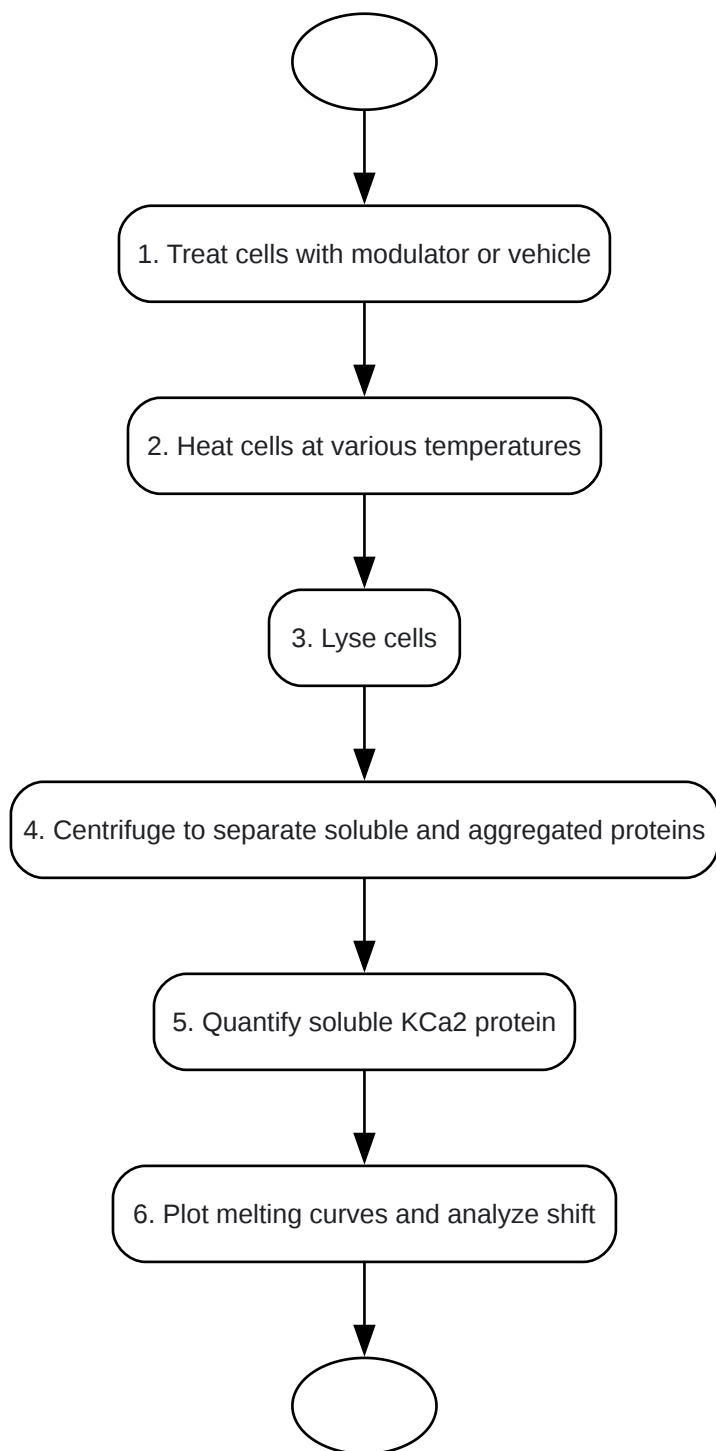 1. Treat cells with modulator or vehicle
2. Heat cells at various temperatures
3. Lyse cells
4. Centrifuge to separate soluble and aggregated proteins
5. Quantify soluble KCa2 protein
6. Plot melting curves and analyze shift